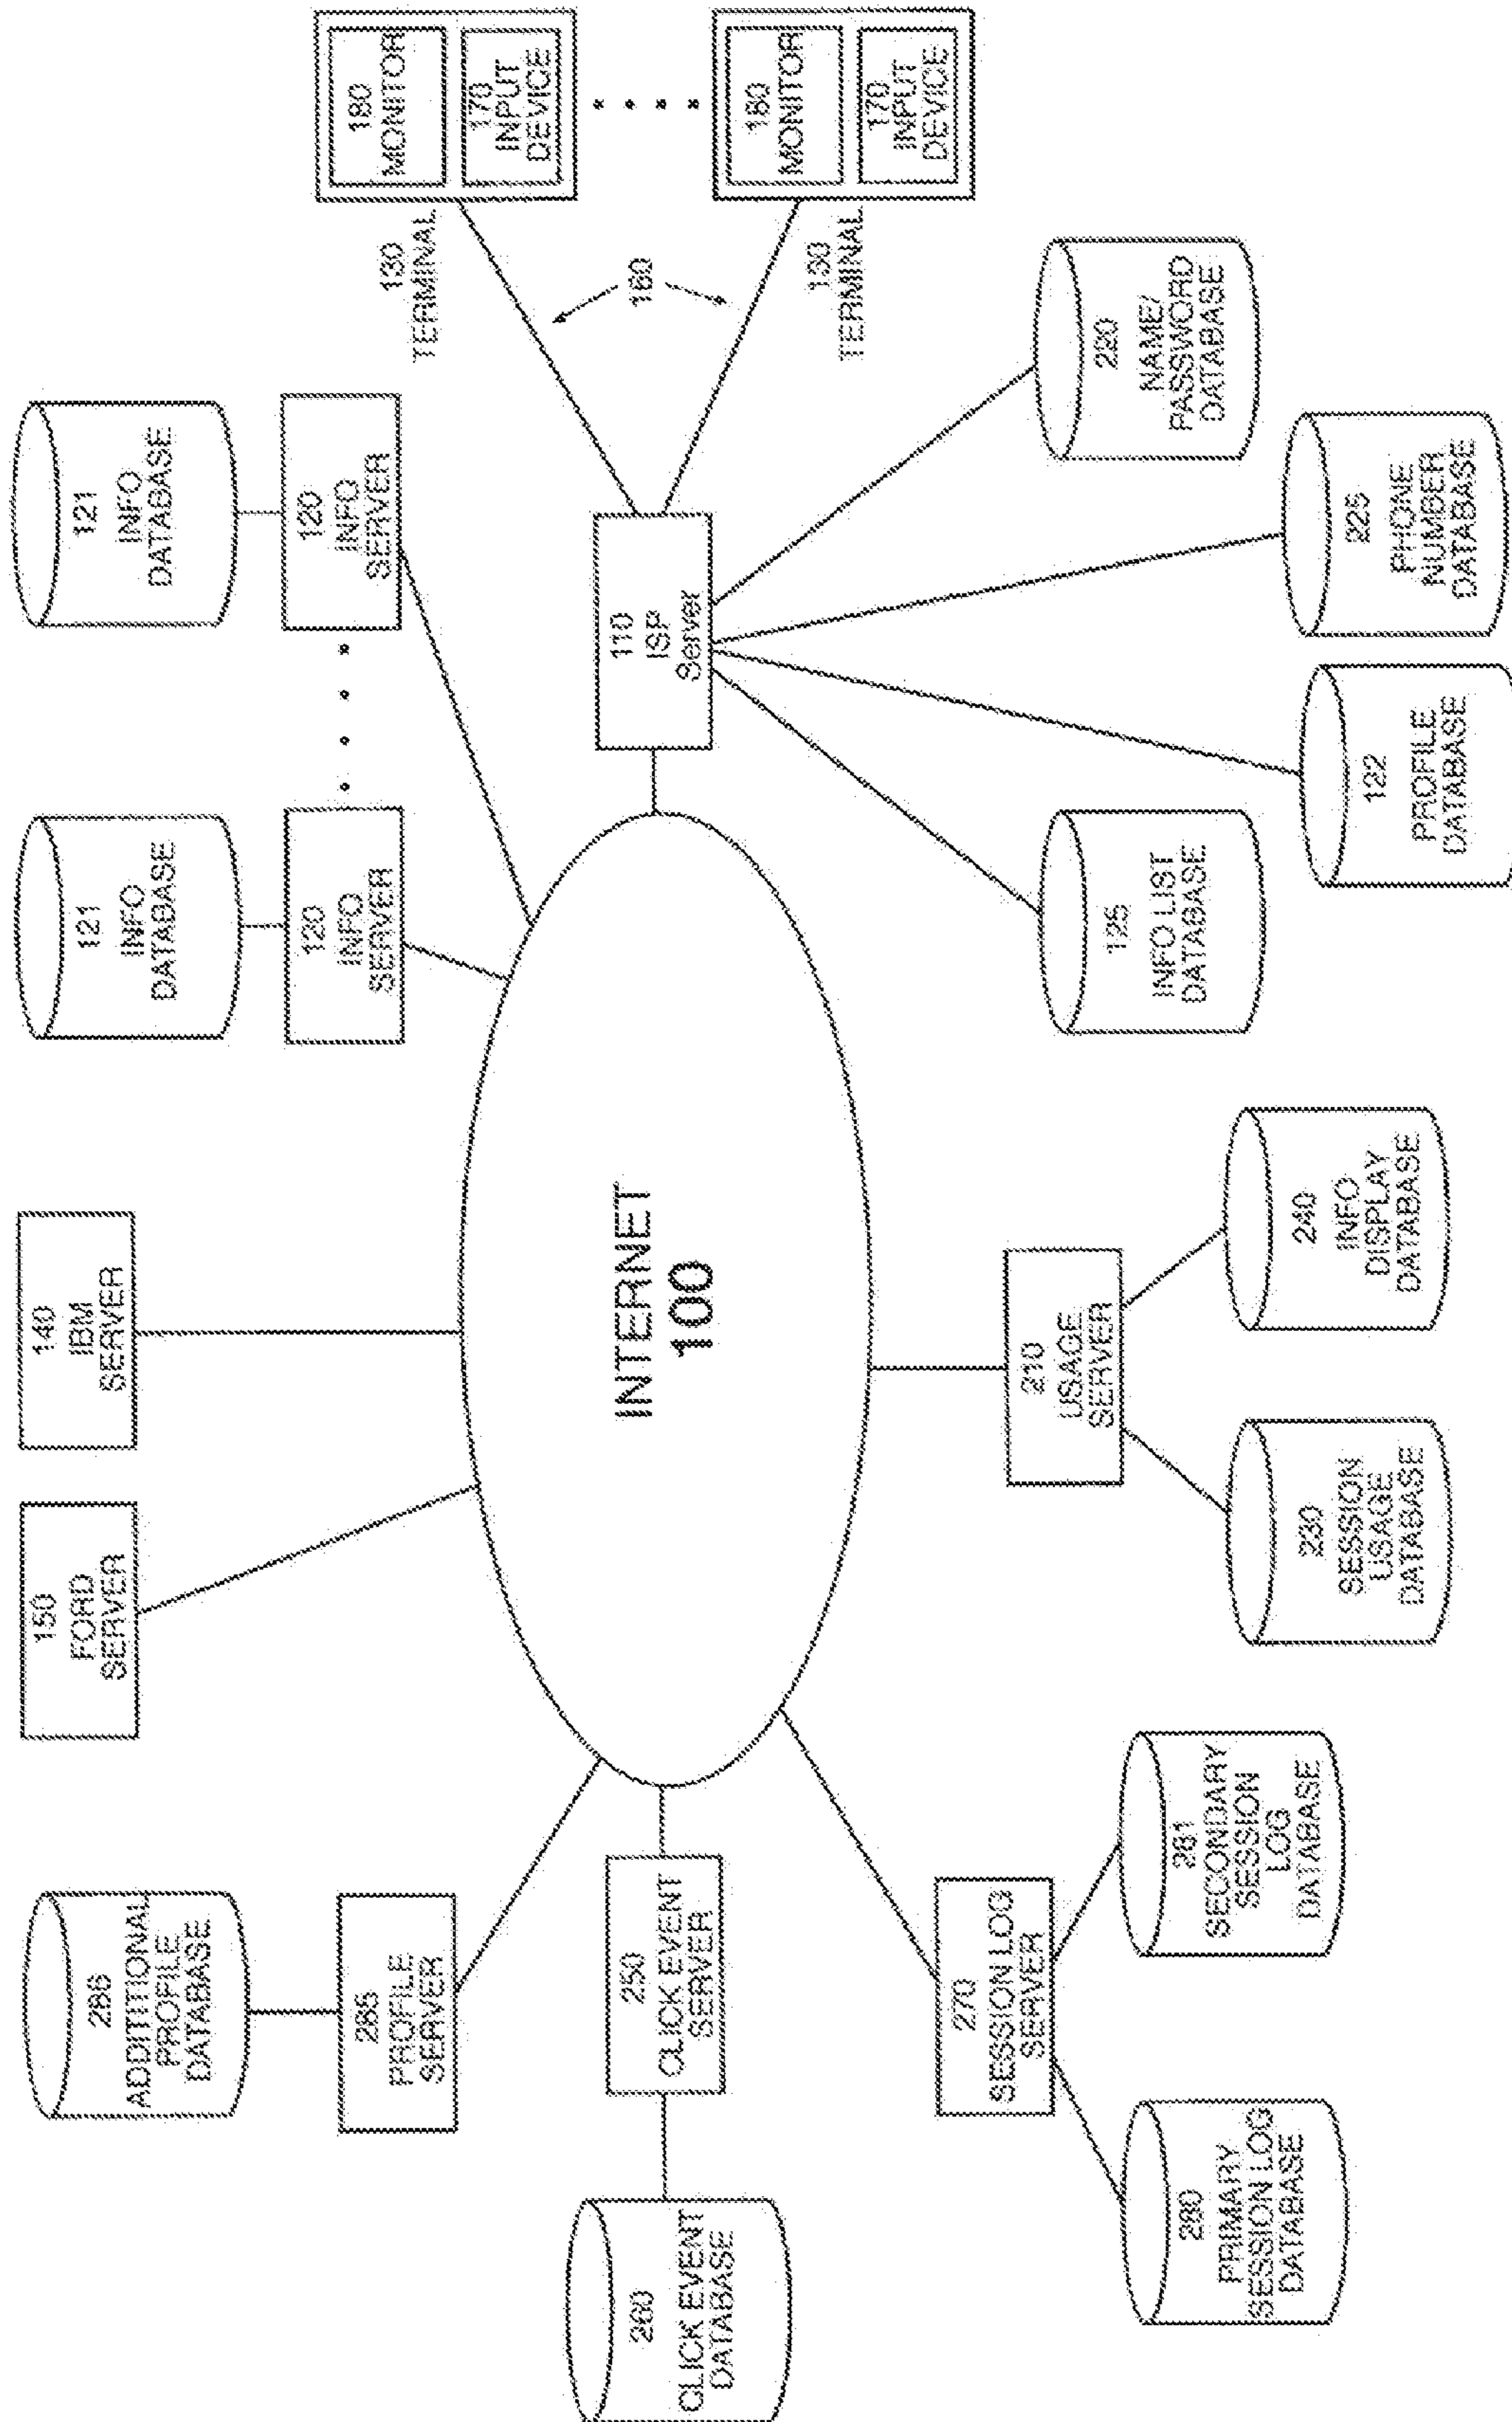 286
ADDITITIONAL
PROFILE
DATABASE
285
PROFILE
SERVER
150
FORD
SERVER
140
IBM
SERVER
121
INFO
DATABASE
120
INFO
SERVER
121
INFO
DATABASE
120
INFO
SERVER
180
MONITOR
170
INPUT
DEVICE
130
TERMINAL
160
180
MONITOR
170
INPUT
DEVICE
130
TERMINAL
260
CLICK EVENT
DATABASE
250
CLICK EVENT
SERVER
INTERNET
100
110
ISP
Server
270
SESSION LOG
SERVER
280
PRIMARY
SESSION LOG
DATABASE
281
SECONDARY
SESSION
LOG
DATABASE
210
USAGE
SERVER
230
SESSION
USAGE
DATABASE
240
INFO
DISPLAY
DATABASE
125
INFO LIST
DATABASE
122
PROFILE
DATABASE
225
PHONE
NUMBER
DATABASE
220
NAME/
PASSWORD
DATABASE